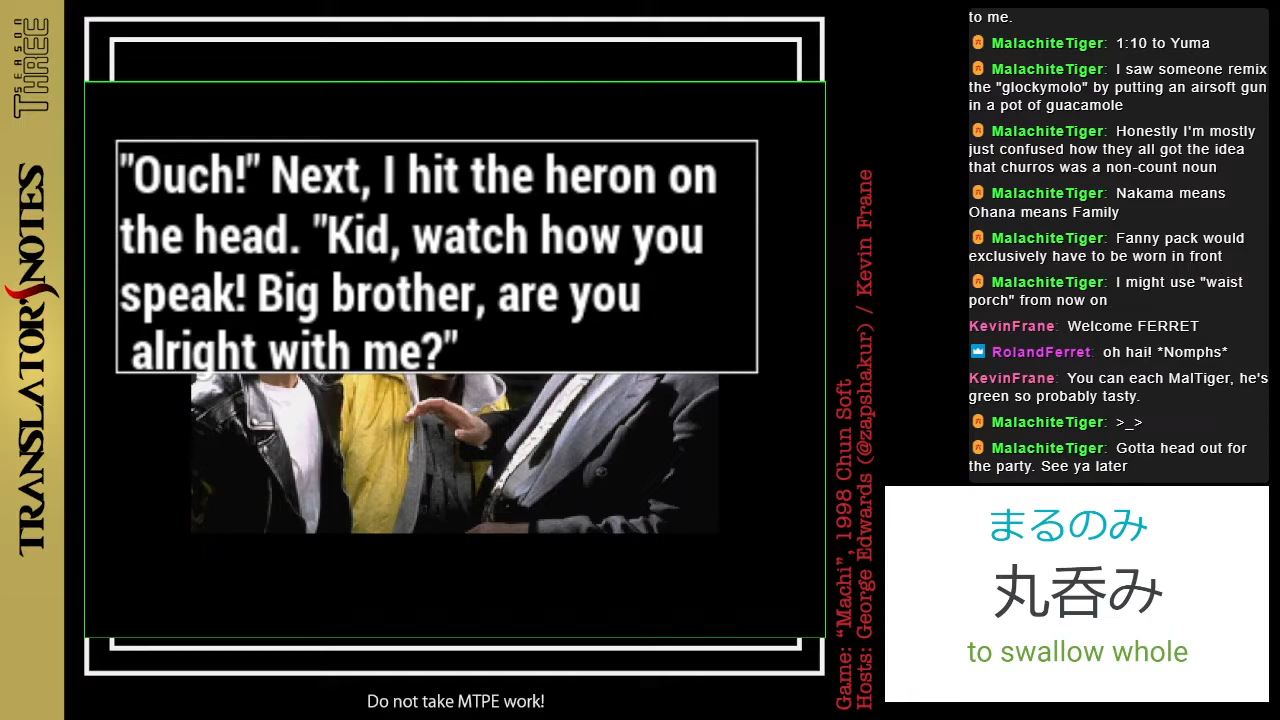 SEASON
THREE
TRANSLATOR'S NOTES
"Ouch!" Next, I hit the heron on
the head. "Kid, watch how you
speak! Big brother, are you
alright with me?"
Do not take MTPE work!
Game: “Machi”, 1998 Chun Soft
Hosts: George Edwards (@zapshakur) / Kevin Frane
to me.
MalachiteTiger: 1:10 to Yuma
MalachiteTiger: I saw someone remix
the "glockymolo" by putting an airsoft gun
in a pot of guacamole
MalachiteTiger: Honestly I'm mostly
just confused how they all got the idea
that churros was a non-count noun
MalachiteTiger: Nakama means
Ohana means Family
MalachiteTiger: Fanny pack would
exclusively have to be worn in front
MalachiteTiger: I might use "waist
porch" from now on
KevinFrane: Welcome FERRET
RolandFerret: oh hai! *Nomphs*
KevinFrane: You can each MalTiger, he's
green so probably tasty.
MalachiteTiger: >_>
MalachiteTiger: Gotta head out for
the party. See ya later
まるのみ
丸呑み
to swallow whole